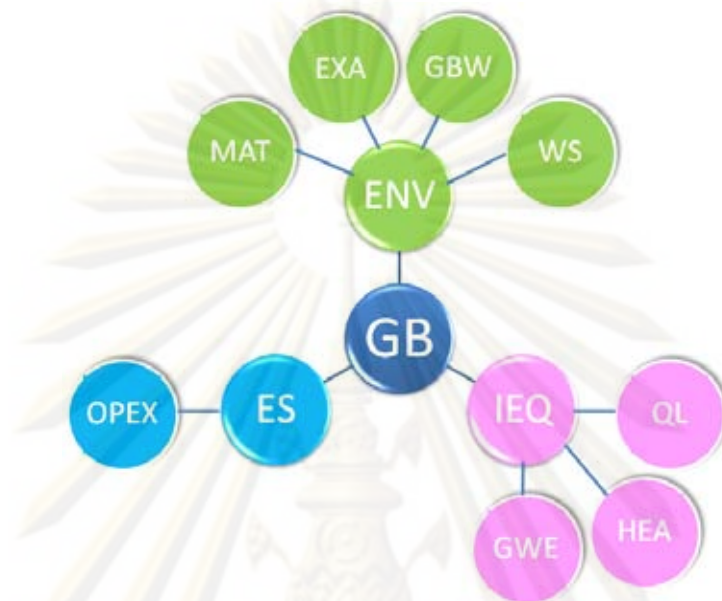 EXA
GBW
MAT
WS
ENV
GB
OPEX
ES
IEQ
QL
GWE
HEA